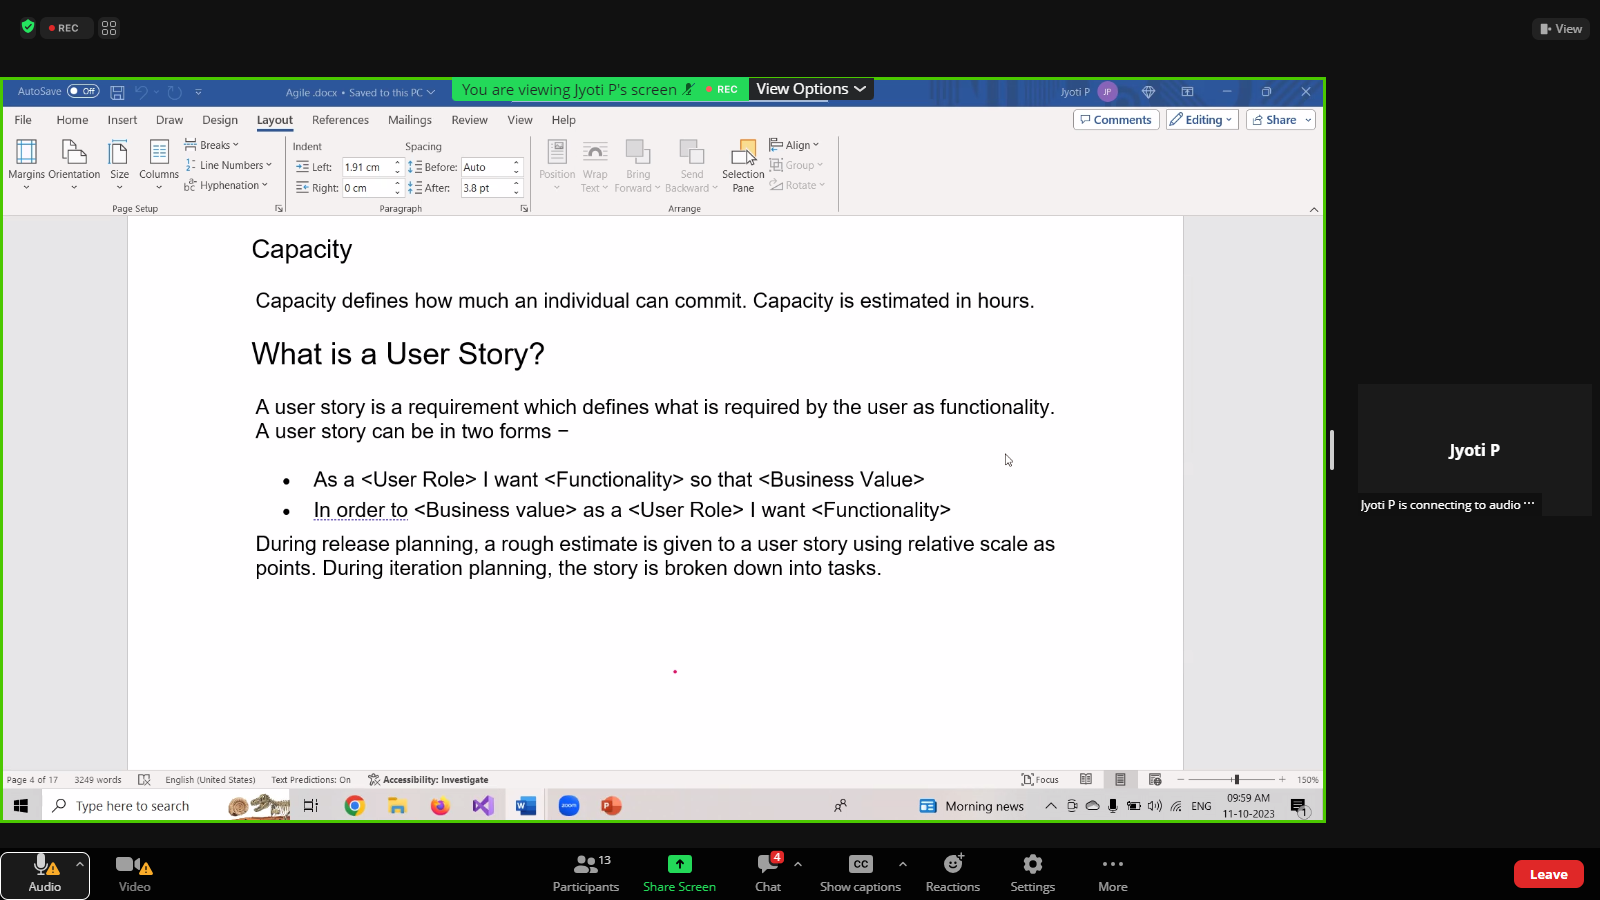 REC
View
AutoSave Off
Agile .docx • Saved to this PC
You are viewing Jyoti P's screen
REC
View Options
Jyoti P
JP
File Home Insert Draw Design Layout References Mailings Review View Help
Comments Editing Share
Margins
Orientation
Size
Columns
Breaks
Line Numbers
Hyphenation
Page Setup
Indent
Left: 1.91 cm
Right: 0 cm
Spacing
Before: Auto
After: 3.8 pt
Paragraph
Position
Wrap
Text
Bring
Forward
Send
Backward
Selection
Pane
Align
Group
Rotate
Arrange
Capacity
Capacity defines how much an individual can commit. Capacity is estimated in hours.
What is a User Story?
A user story is a requirement which defines what is required by the user as functionality.
A user story can be in two forms −
• As a <User Role> I want <Functionality> so that <Business Value>
• In order to <Business value> as a <User Role> I want <Functionality>
During release planning, a rough estimate is given to a user story using relative scale as
points. During iteration planning, the story is broken down into tasks.
Jyoti P
Jyoti P is connecting to audio ···
Page 4 of 17 3249 words English (United States) Text Predictions: On Accessibility: Investigate
Focus
150%
Type here to search
zoom
Morning news
ENG
09:59 AM
11-10-2023
1
Audio
Video
13
Participants
Share Screen
4
Chat
CC
Show captions
Reactions
Settings
More
Leave